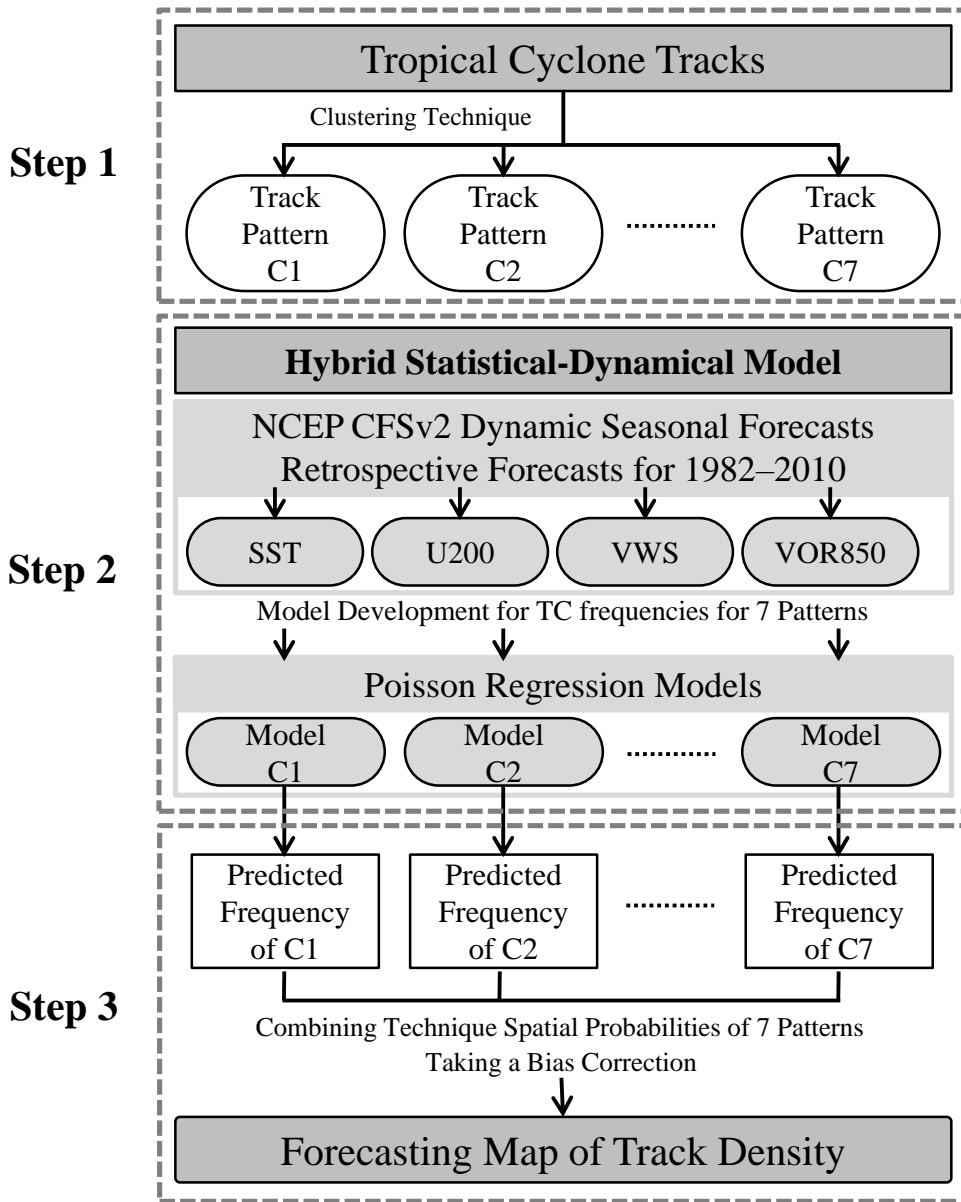 Step 1
Tropical Cyclone Tracks
Clustering Technique
Track
Pattern
C1
Track
Pattern
C2
Track
Pattern
C7
Step 2
Hybrid Statistical-Dynamical Model
NCEP CFSv2 Dynamic Seasonal Forecasts
Retrospective Forecasts for 1982–2010
SST
U200
VWS
VOR850
Model Development for TC frequencies for 7 Patterns
Poisson Regression Models
Model
C1
Model
C2
Model
C7
Step 3
Predicted
Frequency
of C1
Predicted
Frequency
of C2
Predicted
Frequency
of C7
Combining Technique Spatial Probabilities of 7 Patterns
Taking a Bias Correction
Forecasting Map of Track Density